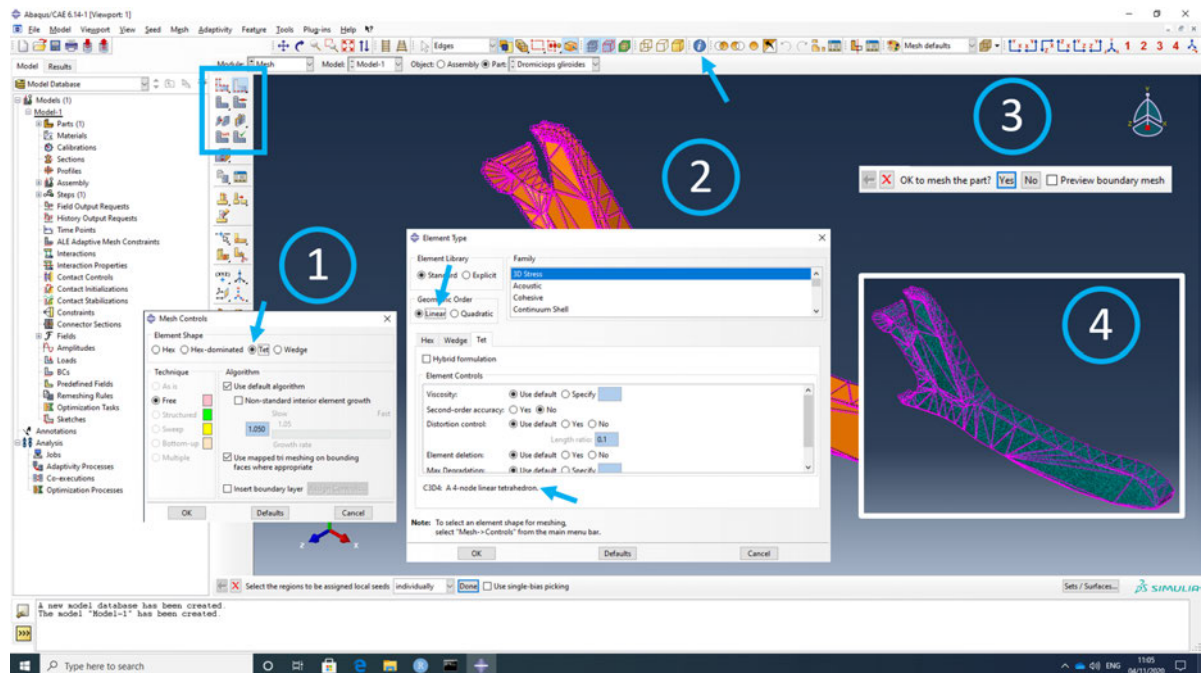 Abaqus/CAE 6.14-1 [Viewport: 1]
File Model Viewport View Seed Mesh Adaptivity Feature Tools Plug-ins Help
Edges
Mesh defaults
1 2 3 4
Model Results
Module: Mesh Model: Model-1 Object: Assembly Part: Dromiciops gliroides
Model Database
Models (1)
Model-1
Parts (1)
Materials
Calibrations
Sections
Profiles
Assembly
Steps (1)
Field Output Requests
History Output Requests
Time Points
ALE Adaptive Mesh Constraints
Interactions
Interaction Properties
Contact Controls
Contact Initializations
Contact Stabilizations
Constraints
Connector Sections
Fields
Amplitudes
Loads
BCs
Predefined Fields
Remeshing Rules
Optimization Tasks
Sketches
Annotations
Analysis
Jobs
Adaptivity Processes
Co-executions
Optimization Processes
1
Mesh Controls
Element Shape
Hex Hex-dominated Tet Wedge
Technique
As is
Free
Structured
Sweep
Bottom-up
Multiple
Algorithm
Use default algorithm
Non-standard interior element growth
Slow Fast
1.050 1.05
Growth rate
Use mapped tri meshing on bounding
faces where appropriate
Insert boundary layer
OK Defaults Cancel
2
Element Type
Element Library
Standard Explicit
Geometric Order
Linear Quadratic
Family
3D Stress
Acoustic
Cohesive
Continuum Shell
Hex Wedge Tet
Hybrid formulation
Element Controls
Viscosity: Use default Specify
Second-order accuracy: Yes No
Distortion control: Use default Yes No
Length ratio: 0.1
Element deletion: Use default Yes No
Max Degradation: Use default Specify
C3D4: A 4-node linear tetrahedron.
Note: To select an element shape for meshing,
select "Mesh->Controls" from the main menu bar.
OK Defaults Cancel
3
OK to mesh the part? Yes No Preview boundary mesh
4
Z X
Select the regions to be assigned local seeds individually Done Use single-bias picking
Sets / Surfaces...
SIMULIA
A new model database has been created.
The model "Model-1" has been created.
Type here to search
ENG
11:05
04/11/2020